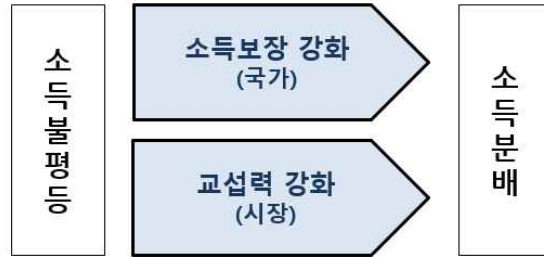 소득불평등
소득보장 강화
(국가)
교섭력 강화
(시장)
소득분배